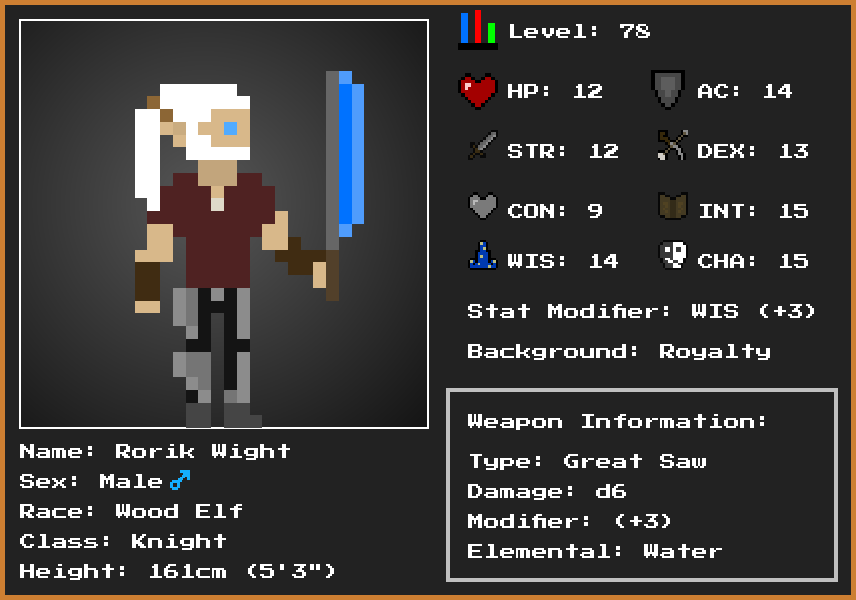 Level: 78
HP: 12 AC: 14
STR: 12 DEX: 13
CON: 9 INT: 15
WIS: 14 CHA: 15
Stat Modifier: WIS (+3)
Background: Royalty
Weapon Information:
Type: Great Saw
Damage: d6
Modifier: (+3)
Elemental: Water
Name: Rorik Wight
Sex: Male♂
Race: Wood Elf
Class: Knight
Height: 161cm (5'3")